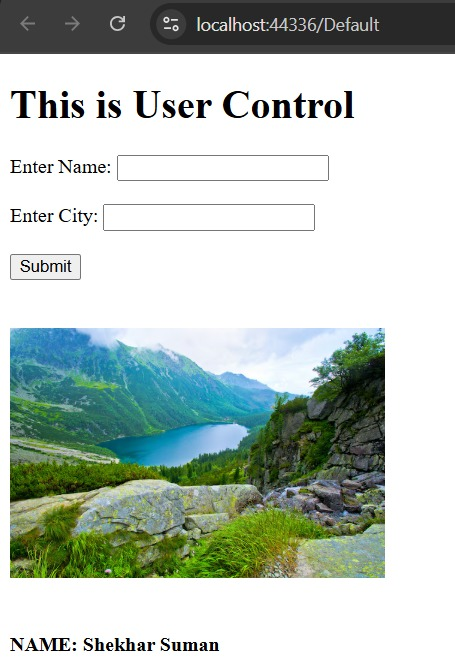 localhost:44336/Default
This is User Control
Enter Name:
Enter City:
Submit
NAME: Shekhar Suman